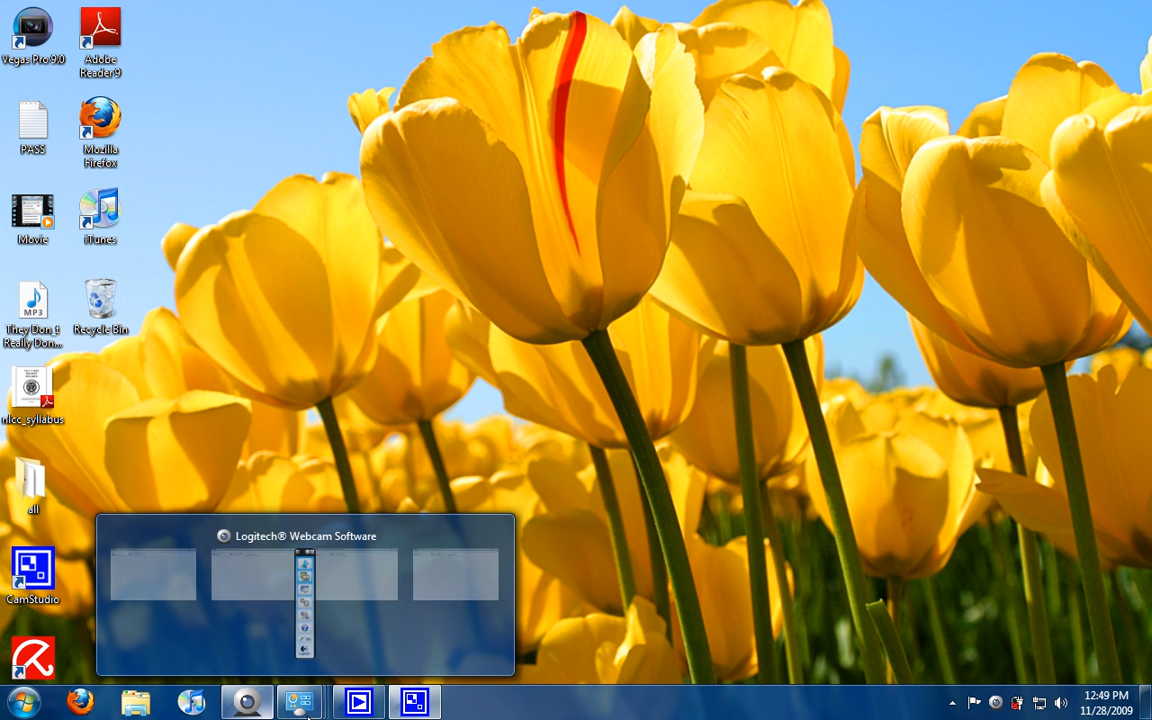 Vegas Pro 9.0
Adobe
Reader 9
PASS
Mozilla
Firefox
Movie
iTunes
MP3
They Don_t
Really Don...
Recycle Bin
nlcc_syllabus
all
CamStudio
Logitech® Webcam Software
12:49 PM
11/28/2009